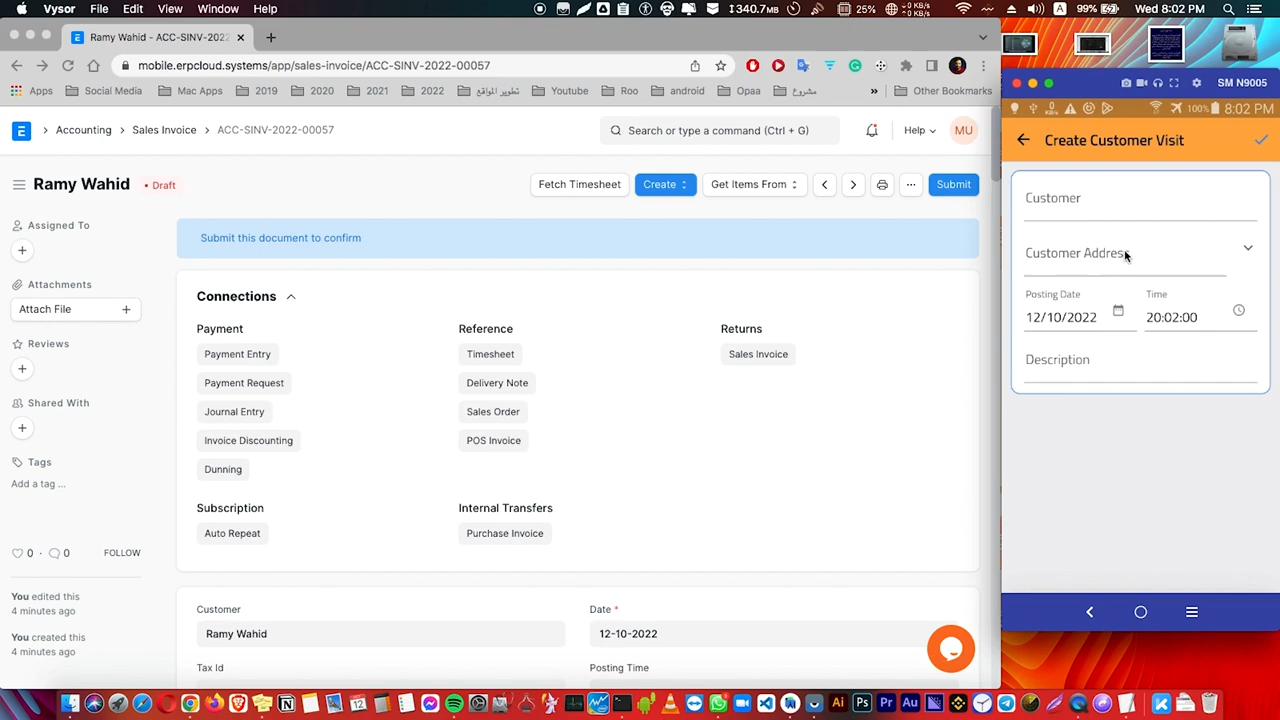 Vysor File Edit View Window Help
340.7MB 25% 0 KB/s 0 KB/s A 99% Wed 8:02 PM
Ramy Wahid - ACC-SINV-2022
mobile.erpcloud.systems/app/sales-invoice/ACC-SINV-2022-00057
Apps Social Media Mac Apps 2019 2020 2021 2022 تطوير المواقع Youtube Roo android Opaa مشروع » Other Bookmarks
E Accounting Sales Invoice ACC-SINV-2022-00057 Search or type a command (Ctrl + G) Help MU
Ramy Wahid • Draft Fetch Timesheet Create Get Items From ... Submit
Assigned To
Submit this document to confirm
Attachments
Attach File
Reviews
Shared With
Tags
Add a tag ...
0 · 0 FOLLOW
You edited this
4 minutes ago
You created this
4 minutes ago
Connections
Payment
Payment Entry
Payment Request
Journal Entry
Invoice Discounting
Dunning
Reference
Timesheet
Delivery Note
Sales Order
POS Invoice
Returns
Sales Invoice
Subscription
Auto Repeat
Internal Transfers
Purchase Invoice
Customer
Ramy Wahid
Date *
12-10-2022
Tax Id
Posting Time
SM N9005
100% 8:02 PM
Create Customer Visit
Customer
Customer Address
Posting Date
12/10/2022
Time
20:02:00
Description